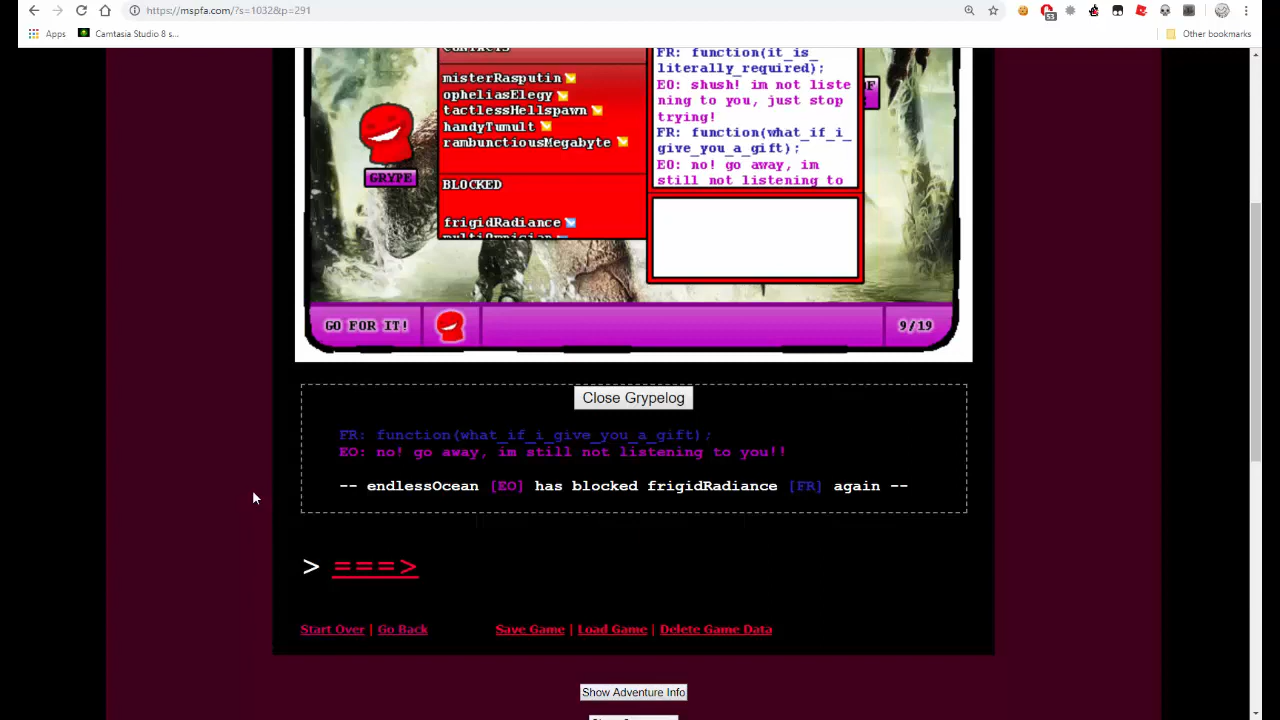 https://mspfa.com/?s=1032&p=291
53
Apps
Camtasia Studio 8 s...
Other bookmarks
CONTACTS
misterRasputin
opheliasElegy
tactlessHellspawn
handyTumult
rambunctiousMegabyte
BLOCKED
frigidRadiance
GRYPE
FR: function(it_is_
literally_required);
EO: shush! im not liste
ning to you, just stop
trying!
FR: function(what_if_i_
give_you_a_gift);
EO: no! go away, im
still not listening to
OF
GO FOR IT!
9/19
Close Grypelog
FR: function(what_if_i_give_you_a_gift);
EO: no! go away, im still not listening to you!!
-- endlessOcean [EO] has blocked frigidRadiance [FR] again --
> ===>
Start Over | Go Back
Save Game | Load Game | Delete Game Data
Show Adventure Info